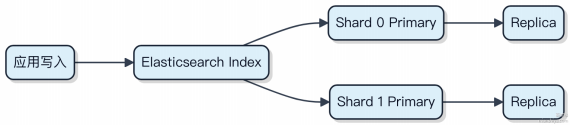 应用写入
Elasticsearch Index
Shard 0 Primary
Replica
Shard 1 Primary
Replica